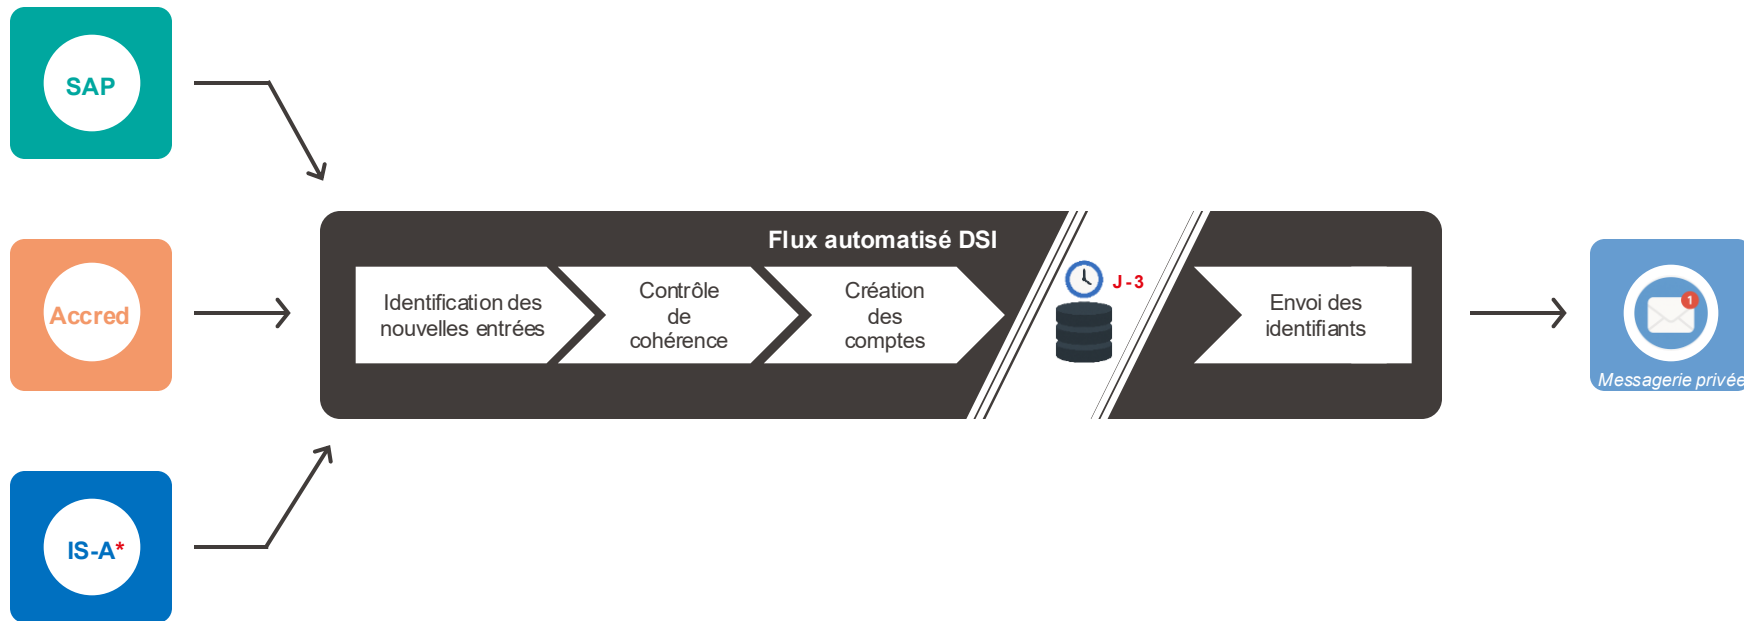 SAP
Accred
IS-A*
Flux automatisé DSI
Identification des
nouvelles entrées
Contrôle
de
cohérence
Création
des
comptes
J - 3
Envoi des
identifiants
1
Messagerie privée